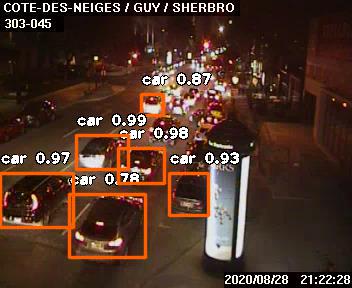 COTE-DES-NEIGES / GUY / SHERBRO
303-045
car 0.87
car 0.99
car 0.98
car 0.97
car 0.93
car 0.78
2020/08/28 21:22:28